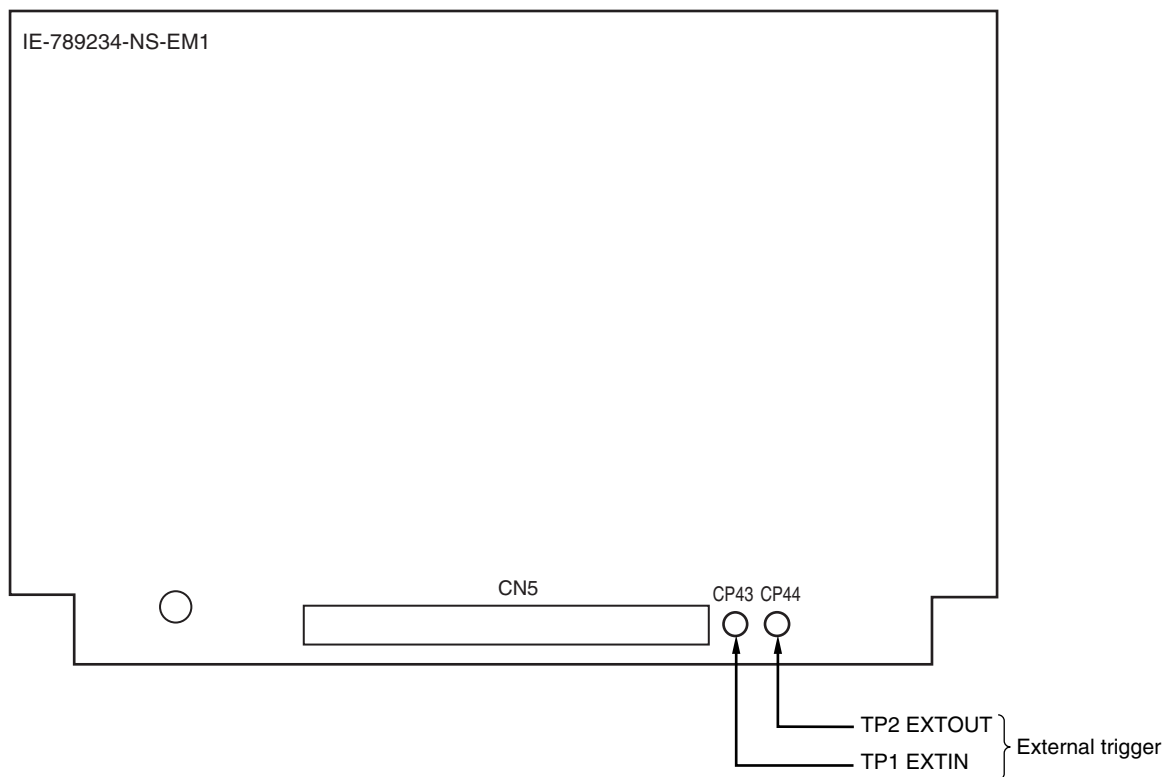 IE-789234-NS-EM1
CN5
CP43 CP44
TP2 EXTOUT
TP1 EXTIN
External trigger